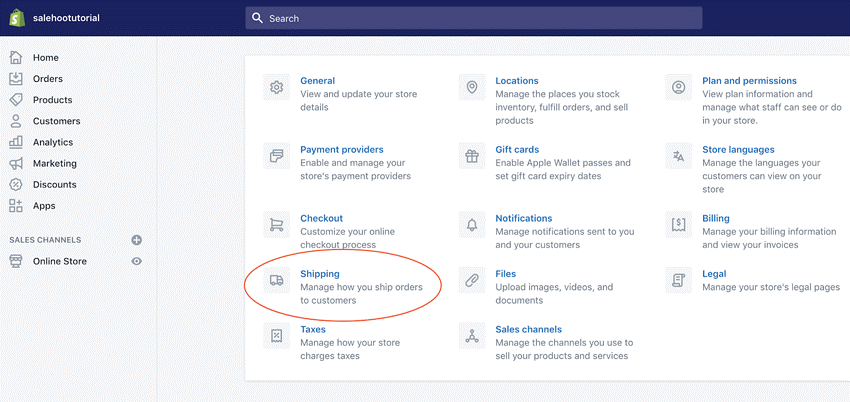 salehootutorial
Search
Home
Orders
Products
Customers
Analytics
Marketing
Discounts
Apps
SALES CHANNELS
Online Store
General
View and update your store
details
Locations
Manage the places you stock
inventory, fulfill orders, and sell
products
Plan and permissions
View plan information and
manage what staff can see or do
in your store.
Payment providers
Enable and manage your
store's payment providers
Gift cards
Enable Apple Wallet passes and
set gift card expiry dates
Store languages
Manage the languages your
customers can view on your
store
Checkout
Customize your online
checkout process
Notifications
Manage notifications sent to you
and your customers
Billing
Manage your billing information
and view your invoices
Shipping
Manage how you ship orders
to customers
Files
Upload images, videos, and
documents
Legal
Manage your store's legal pages
Taxes
Manage how your store
charges taxes
Sales channels
Manage the channels you use to
sell your products and services